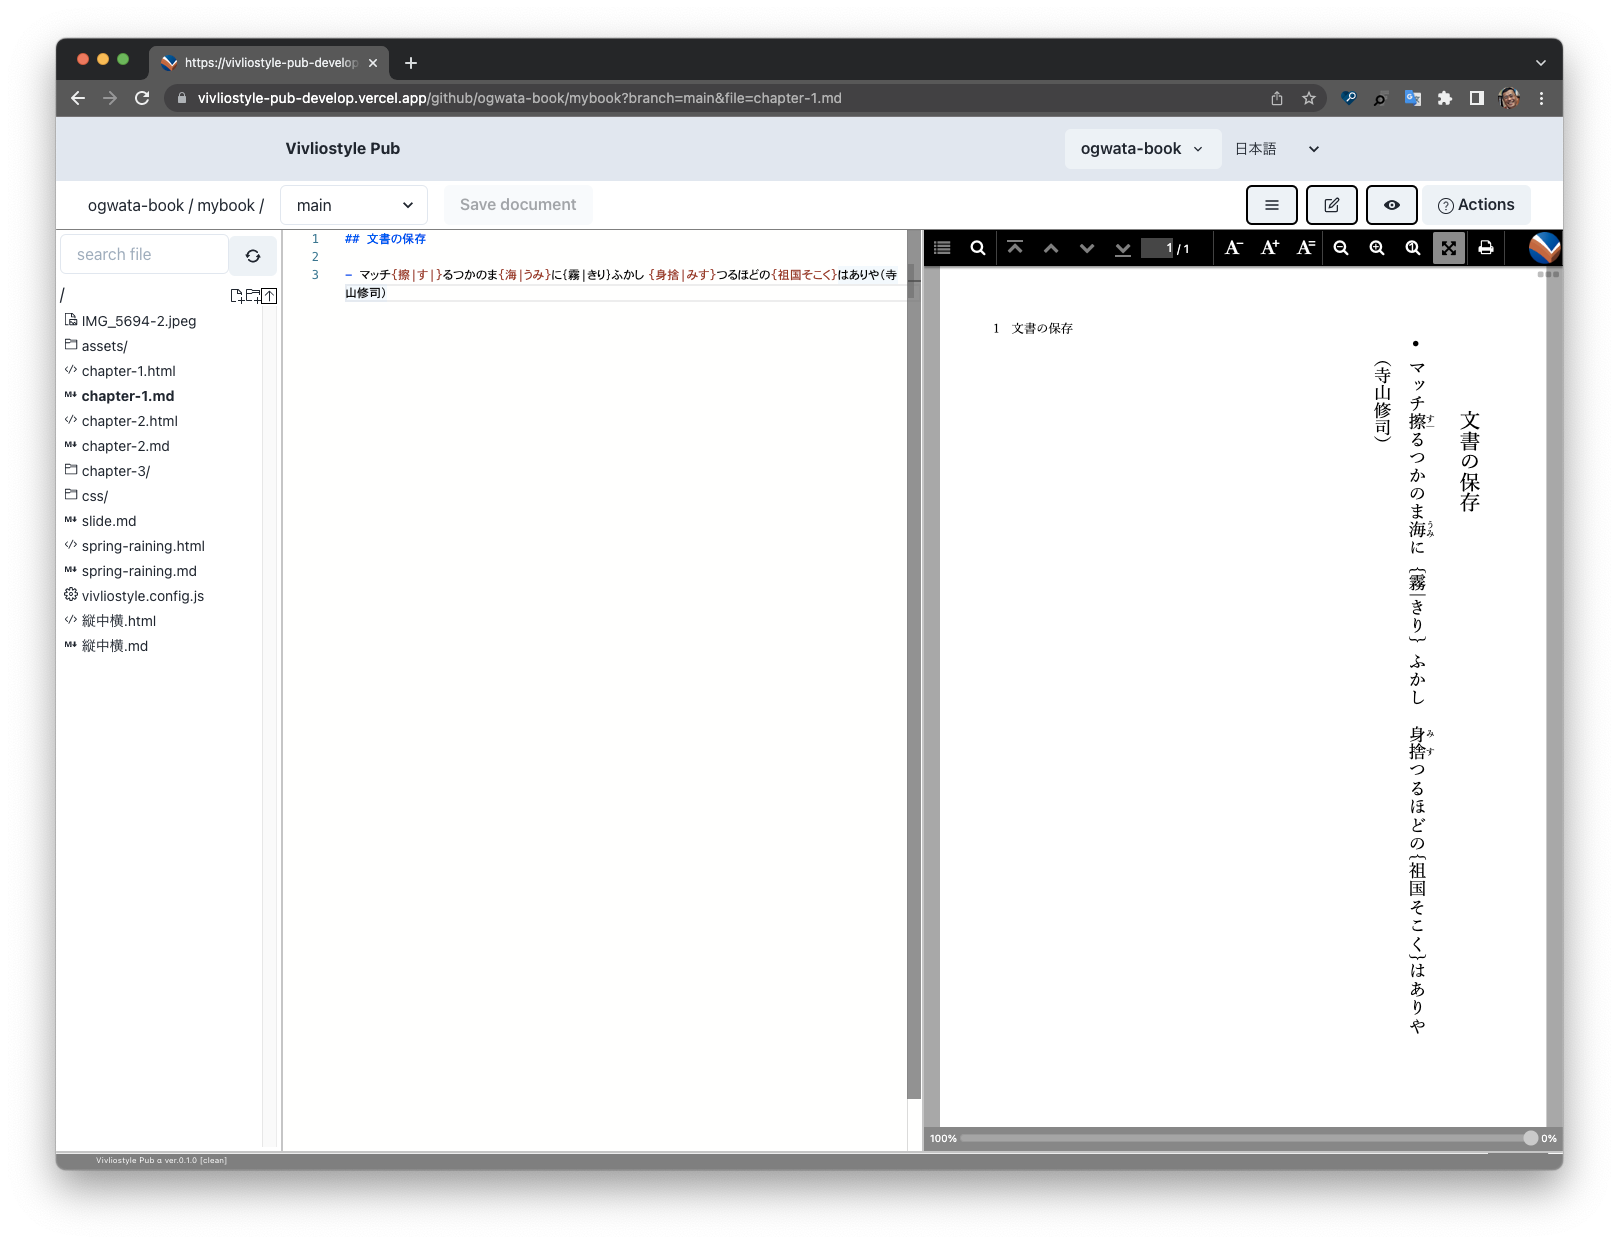 https://vivliostyle-pub-develop
vivliostyle-pub-develop.vercel.app/github/ogwata-book/mybook?branch=main&file=chapter-1.md
Vivliostyle Pub
ogwata-book
日本語
ogwata-book / mybook /
main
Save document
Actions
search file
/
IMG_5694-2.jpeg
assets/
chapter-1.html
chapter-1.md
chapter-2.html
chapter-2.md
chapter-3/
css/
slide.md
spring-raining.html
spring-raining.md
vivliostyle.config.js
縦中横.html
縦中横.md
1 ## 文書の保存
2
3 - マッチ{擦|す|}るつかのま{海|うみ}に{霧|きり}ふかし {身捨|みす}つるほどの{祖国そこく}はありや（寺
山修司）
1 / 1
1 文書の保存
文書の保存
• マッチ擦るつかのま海に{霧|きり}ふかし 身捨つるほどの{祖国そこく}はありや
す｜
うみ
みす
（寺山修司）
100%
0%
Vivliostyle Pub α ver.0.1.0 [clean]